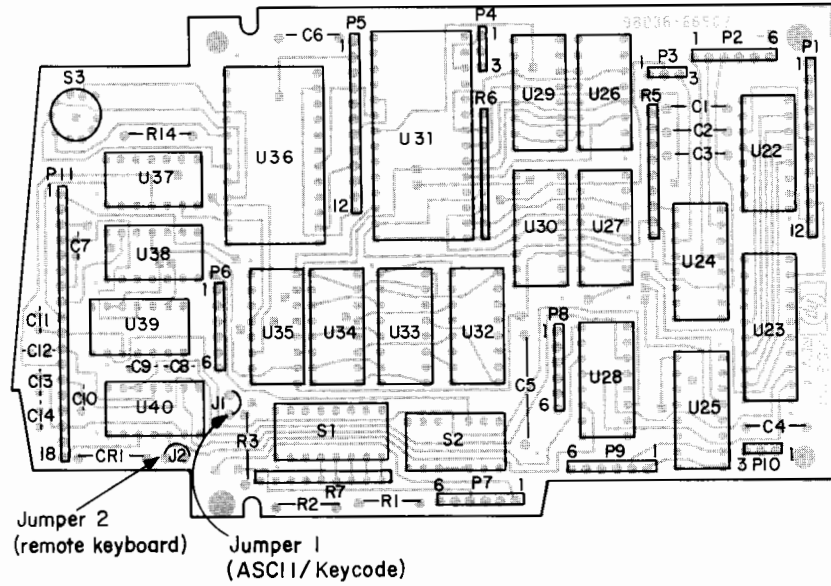 98036-66527
P4
P5
C6
1
1
3
P3
1
3
P2
1
6
P1
1
S3
R14
U36
U31
R6
U29
U26
R5
C1
C2
C3
U22
P11
1
U37
12
12
C7
U38
U30
U27
U24
P6
1
C11
U39
U35
U34
U33
U32
P8
1
U23
C12
C9
C8
6
C13
C10
C14
U40
J1
C5
U28
6
U25
R3
S1
S2
C4
18
CR1
J2
R7
6
P9
1
3
P10
1
R2
R1
6
P7
1
Jumper 2
(remote keyboard)
Jumper 1
(ASCII/Keycode)